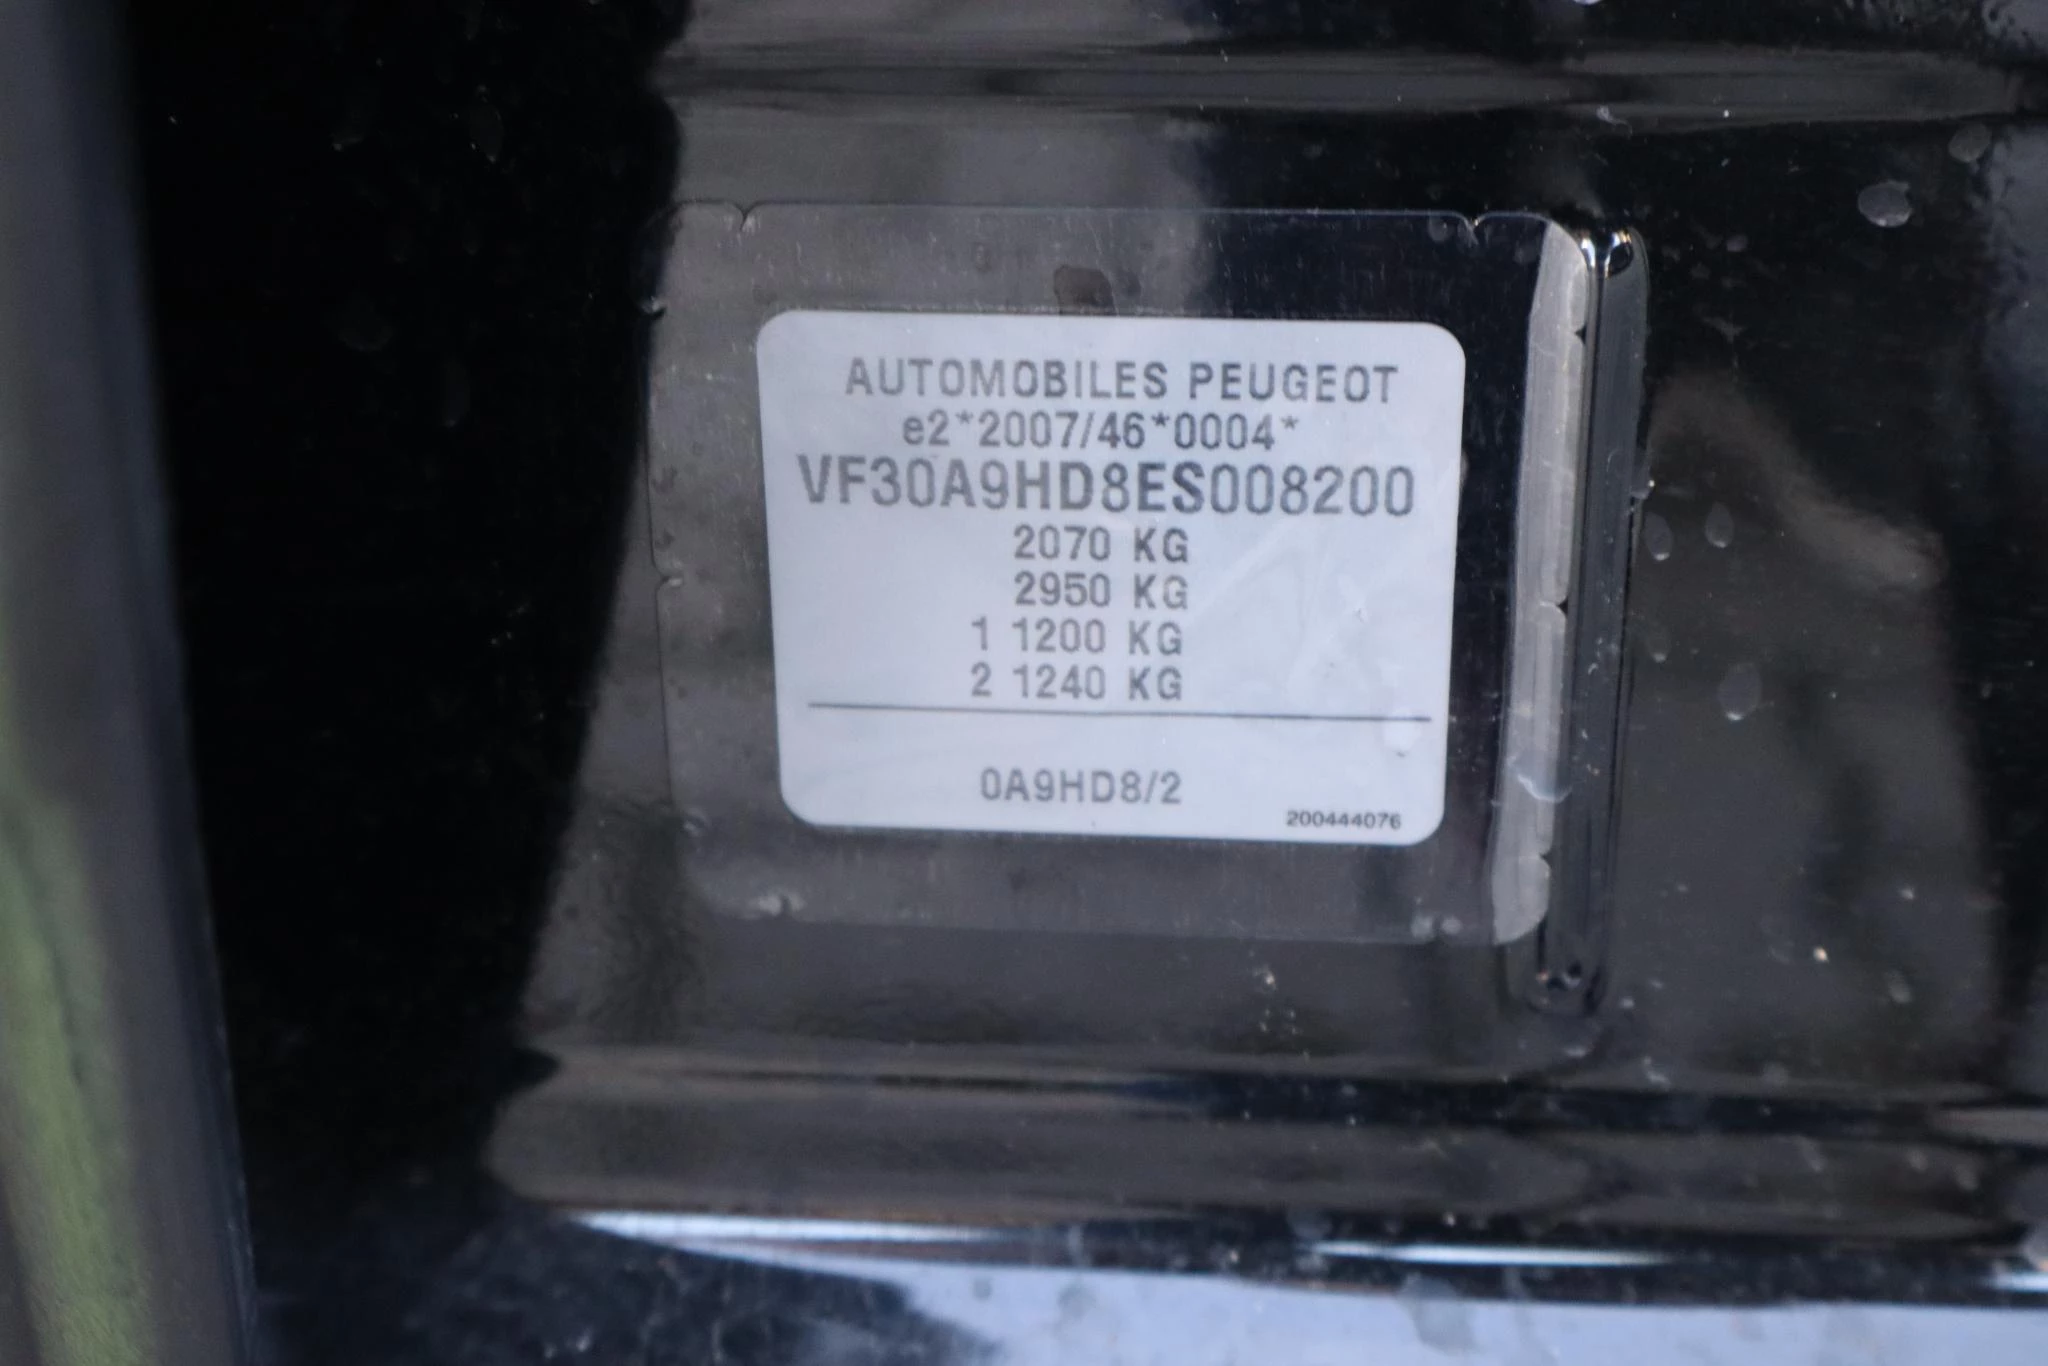 AUTOMOBILES PEUGEOT
e2*2007/46*0004*
VF30A9HD8ES008200
2070 KG
2950 KG
1 1200 KG
2 1240 KG
0A9HD8/2
200444076